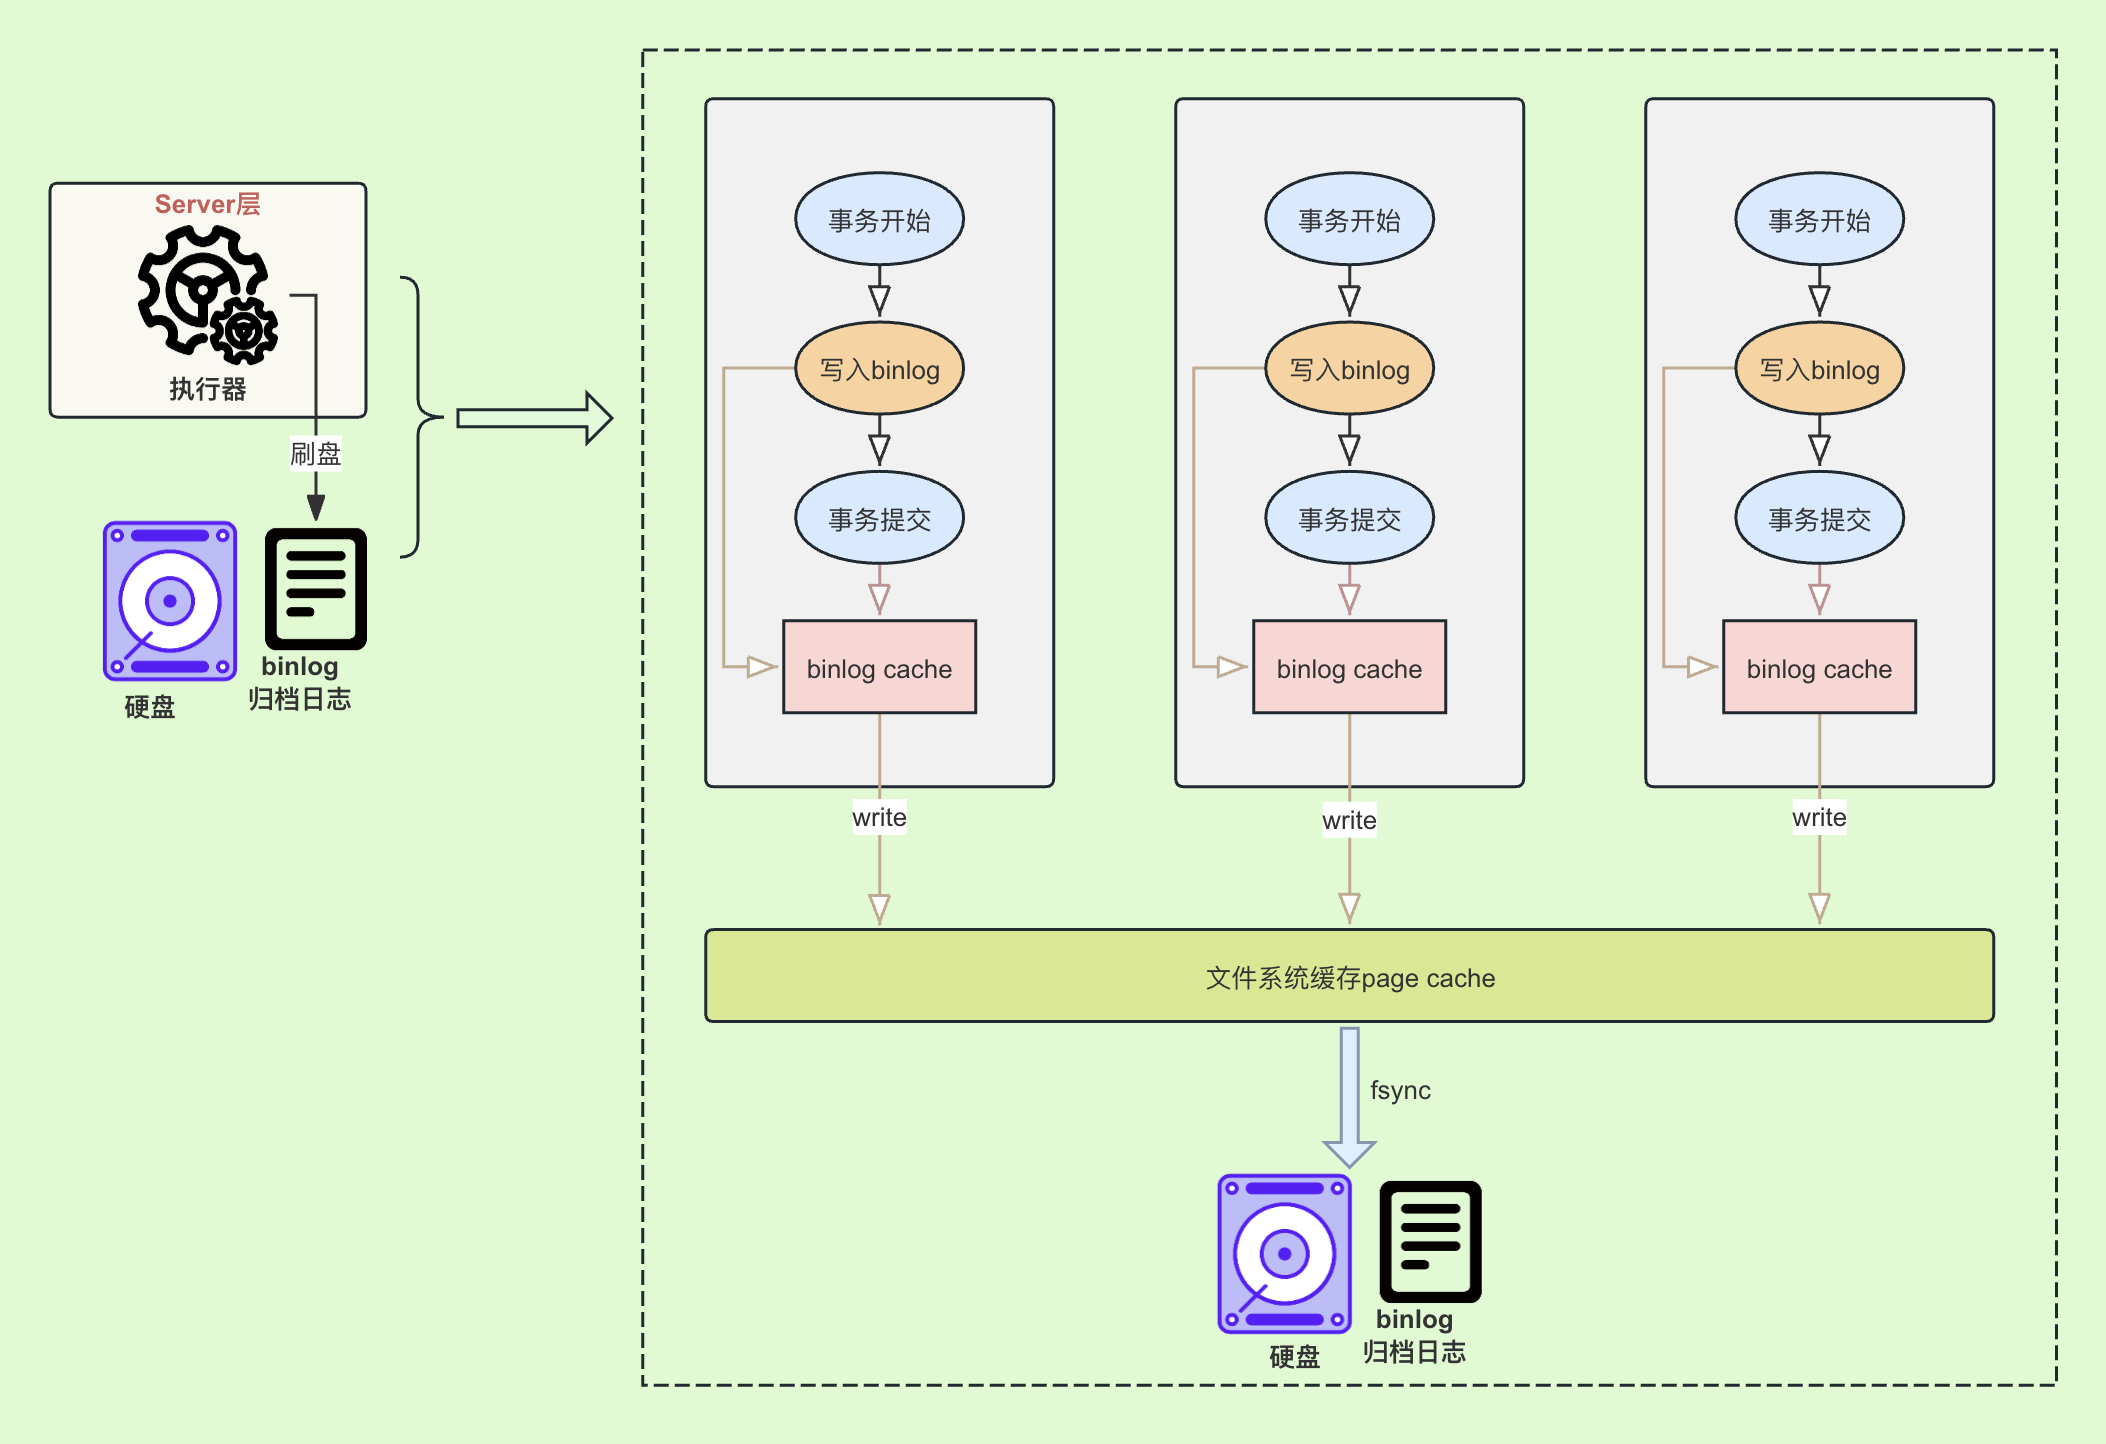 Server层
执行器
刷盘
硬盘
binlog
归档日志
事务开始
写入binlog
事务提交
binlog cache
write
事务开始
写入binlog
事务提交
binlog cache
write
事务开始
写入binlog
事务提交
binlog cache
write
文件系统缓存page cache
fsync
硬盘
binlog
归档日志